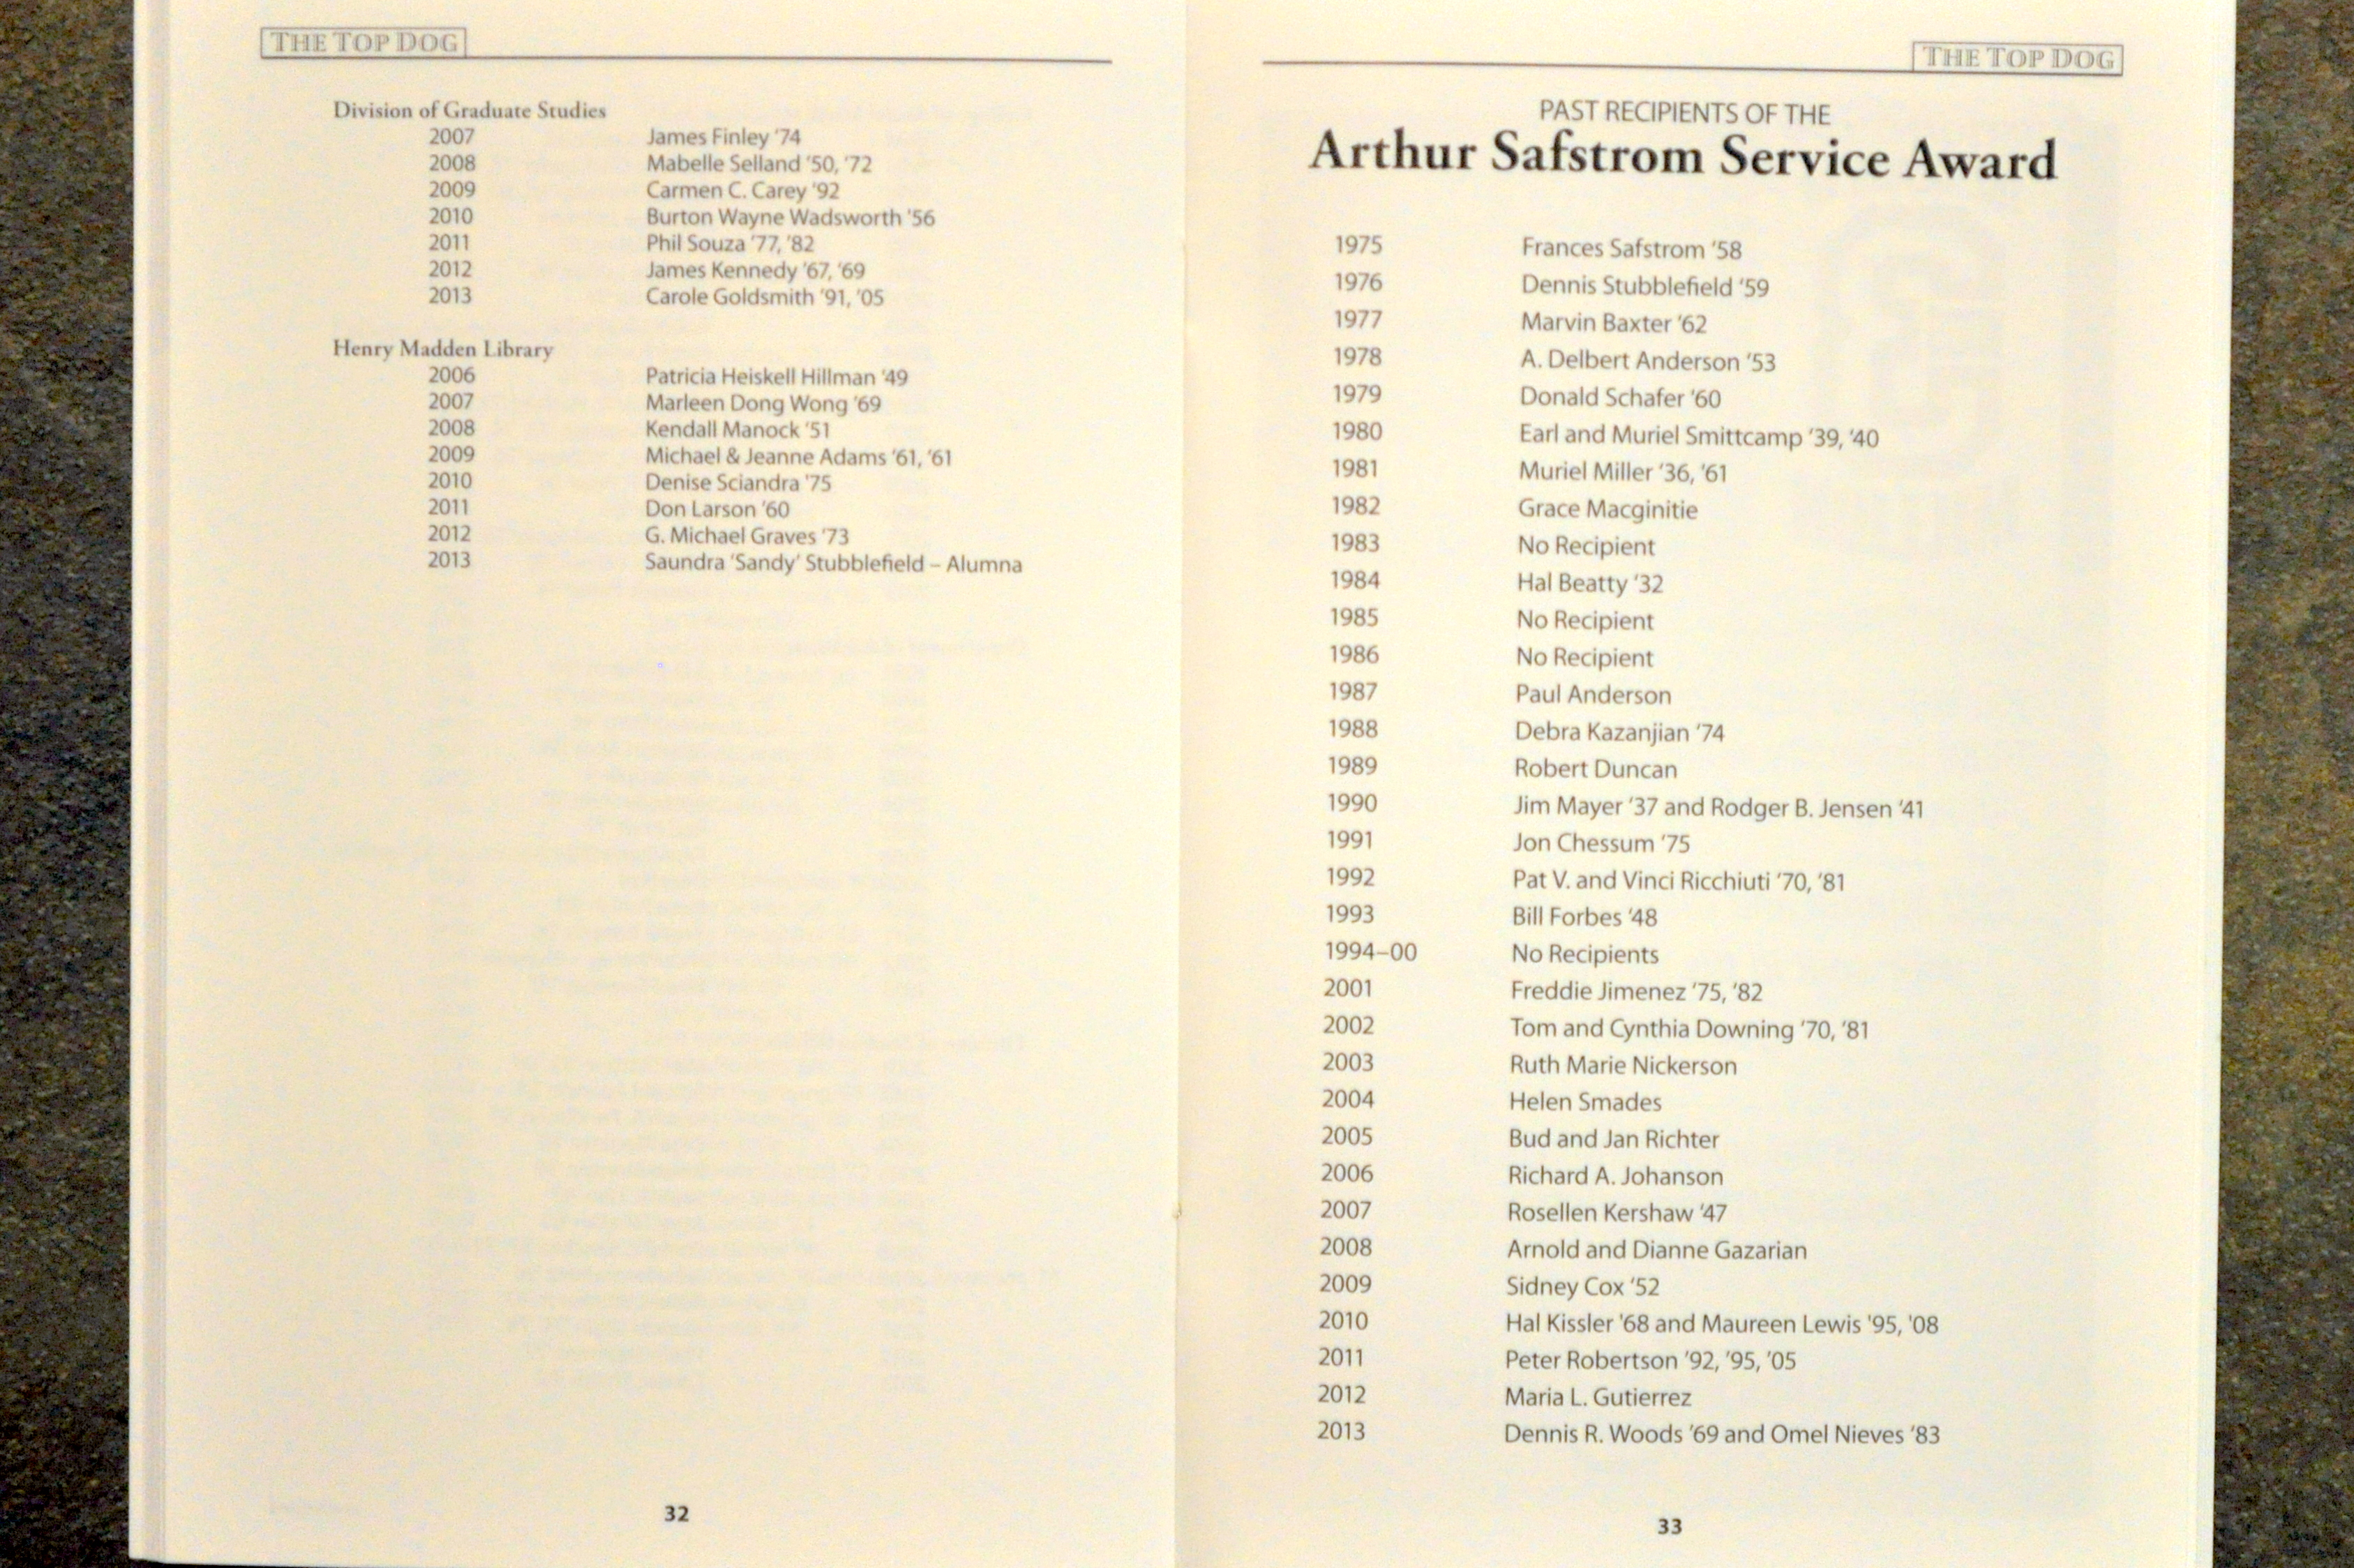 THE TOP DOG
Division of Graduate Studies
2007 James Finley '74
2008 Mabelle Selland '50, '72
2009 Carmen C. Carey '92
2010 Burton Wayne Wadsworth '56
2011 Phil Souza '77, '82
2012 James Kennedy '67, '69
2013 Carole Goldsmith '91, '05
Henry Madden Library
2006 Patricia Heiskell Hillman '49
2007 Marleen Dong Wong '69
2008 Kendall Manock '51
2009 Michael & Jeanne Adams '61, '61
2010 Denise Sciandra '75
2011 Don Larson '60
2012 G. Michael Graves '73
2013 Saundra 'Sandy' Stubblefield – Alumna
32
THE TOP DOG
PAST RECIPIENTS OF THE
Arthur Safstrom Service Award
1975 Frances Safstrom '58
1976 Dennis Stubblefield '59
1977 Marvin Baxter '62
1978 A. Delbert Anderson '53
1979 Donald Schafer '60
1980 Earl and Muriel Smittcamp '39, '40
1981 Muriel Miller '36, '61
1982 Grace Macginitie
1983 No Recipient
1984 Hal Beatty '32
1985 No Recipient
1986 No Recipient
1987 Paul Anderson
1988 Debra Kazanjian '74
1989 Robert Duncan
1990 Jim Mayer '37 and Rodger B. Jensen '41
1991 Jon Chessum '75
1992 Pat V. and Vinci Ricchiuti '70, '81
1993 Bill Forbes '48
1994–00 No Recipients
2001 Freddie Jimenez '75, '82
2002 Tom and Cynthia Downing '70, '81
2003 Ruth Marie Nickerson
2004 Helen Smades
2005 Bud and Jan Richter
2006 Richard A. Johanson
2007 Rosellen Kershaw '47
2008 Arnold and Dianne Gazarian
2009 Sidney Cox '52
2010 Hal Kissler '68 and Maureen Lewis '95, '08
2011 Peter Robertson '92, '95, '05
2012 Maria L. Gutierrez
2013 Dennis R. Woods '69 and Omel Nieves '83
33